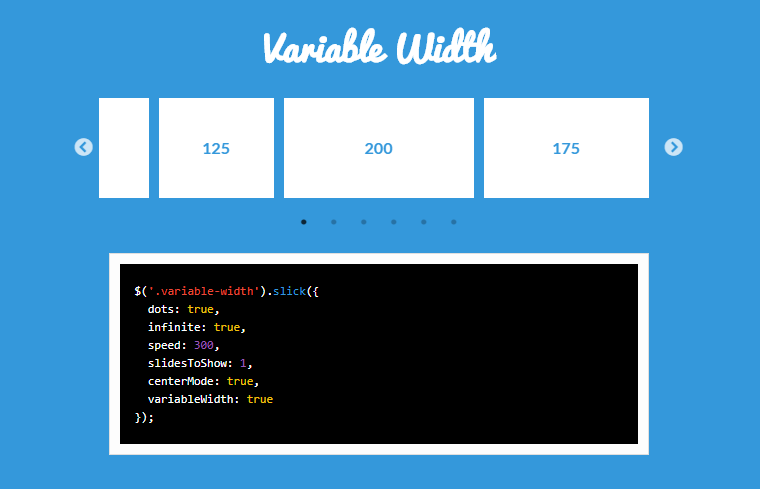 Variable Width
125 200 175
$('.variable-width').slick({
  dots: true,
  infinite: true,
  speed: 300,
  slidesToShow: 1,
  centerMode: true,
  variableWidth: true
});